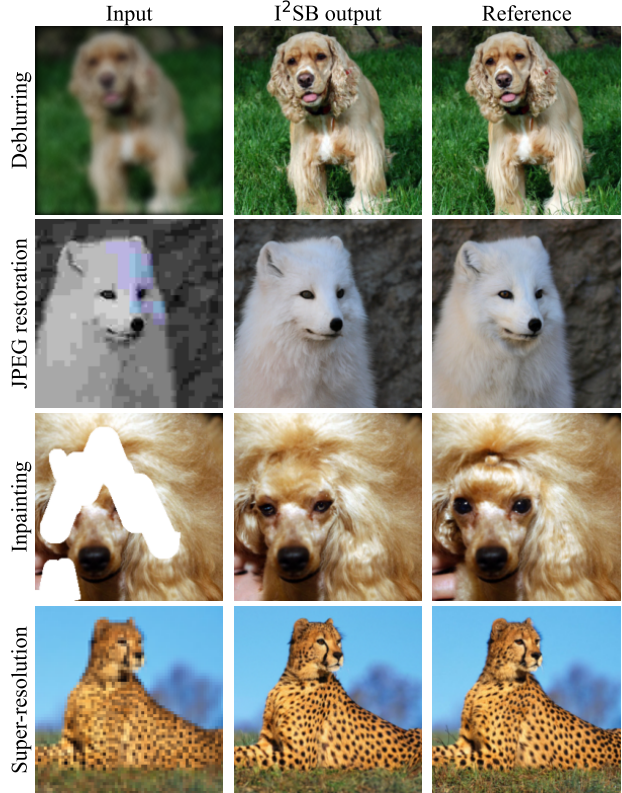 Input
I²SB output
Reference
Deblurring
JPEG restoration
Inpainting
Super-resolution